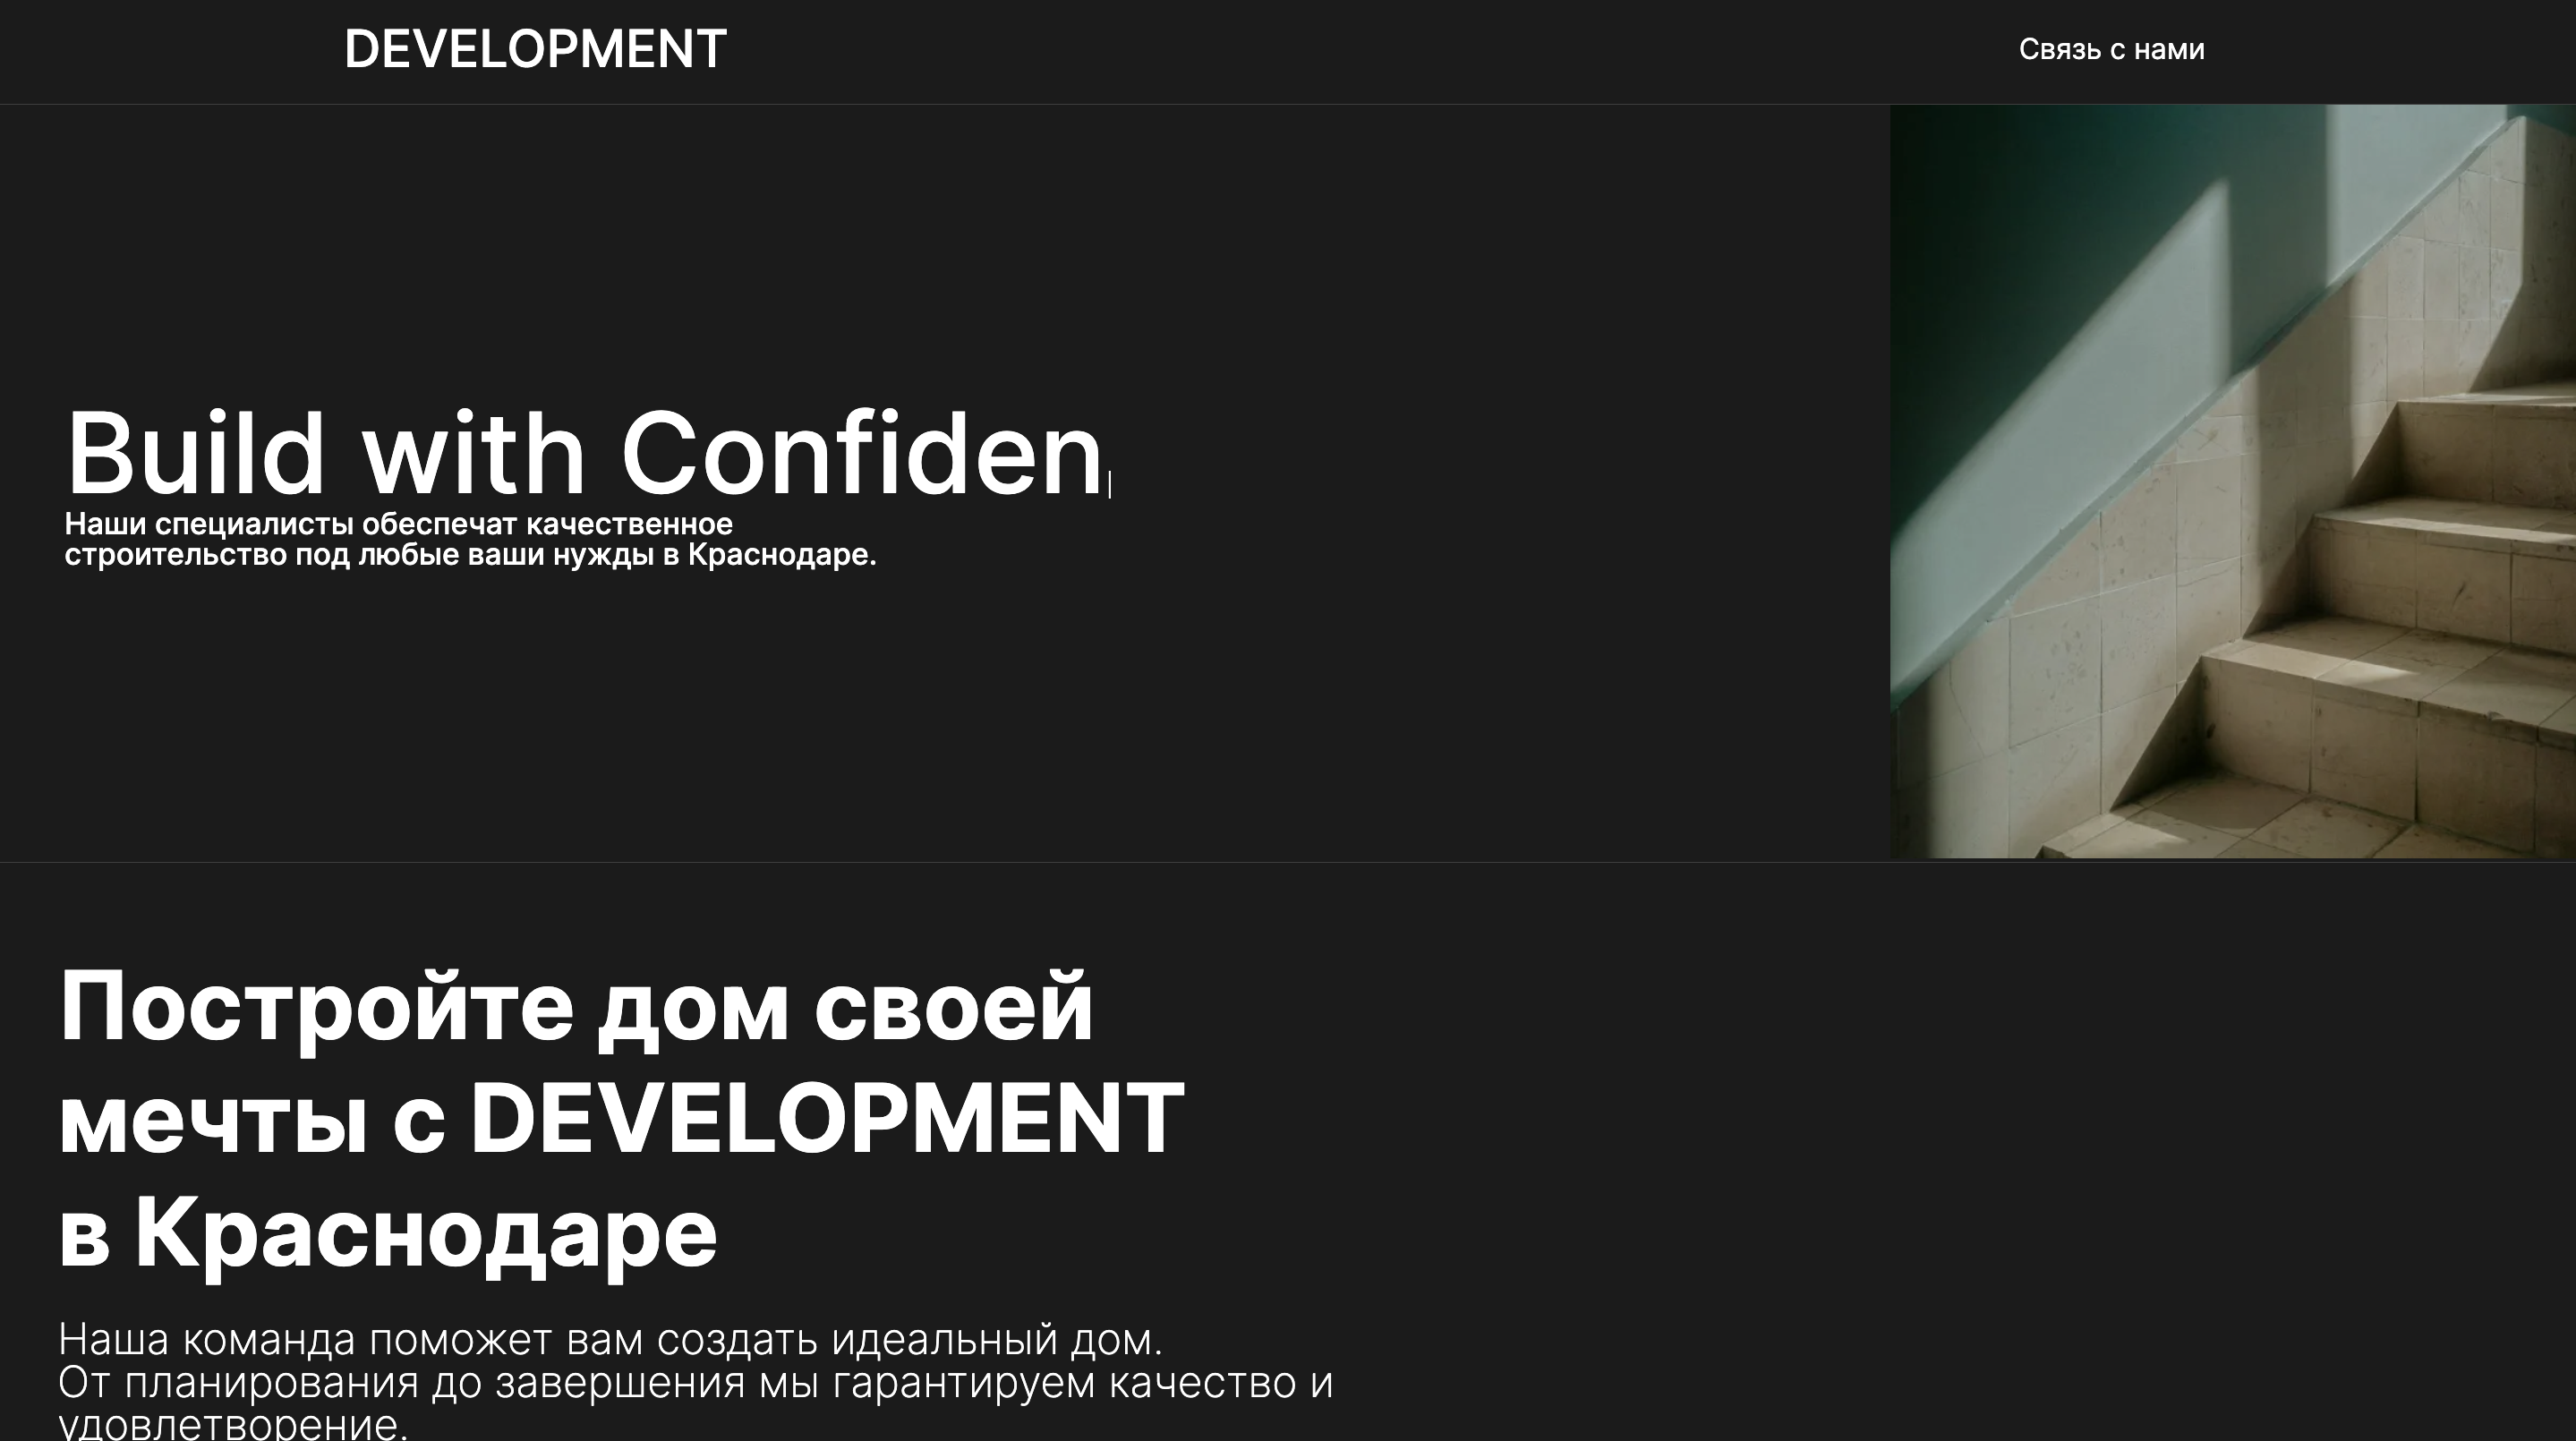 DEVELOPMENT
Связь с нами
Build with Confiden
Наши специалисты обеспечат качественное
строительство под любые ваши нужды в Краснодаре.
Постройте дом своей
мечты с DEVELOPMENT
в Краснодаре
Наша команда поможет вам создать идеальный дом.
От планирования до завершения мы гарантируем качество и
удовлетворение.